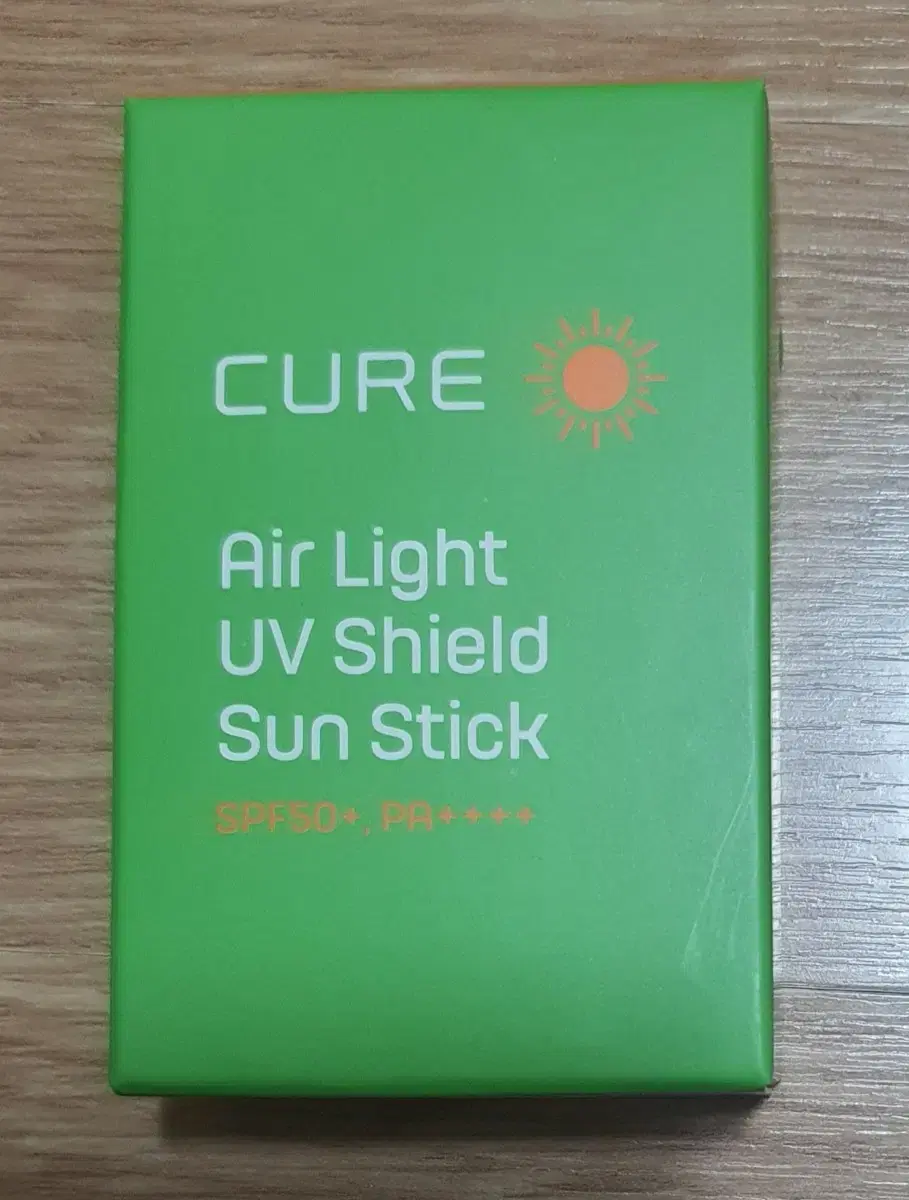 CURE
Air Light
UV Shield
Sun Stick
SPF50+, PA++++